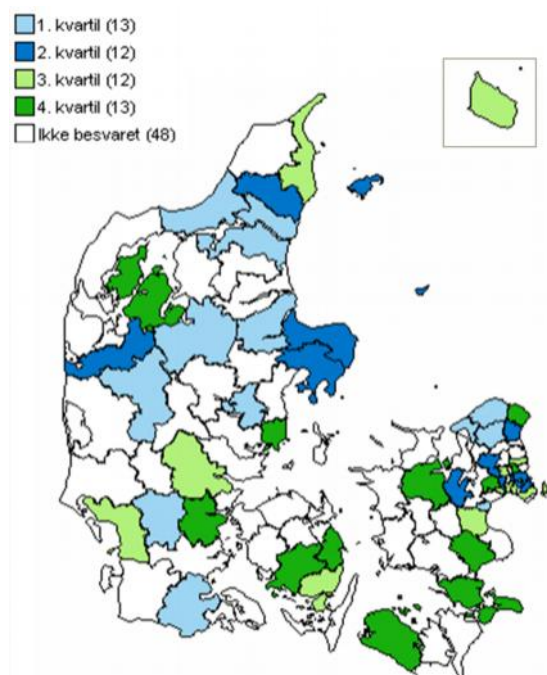 1. kvartil (13)
2. kvartil (12)
3. kvartil (12)
4. kvartil (13)
Ikke besvaret (48)